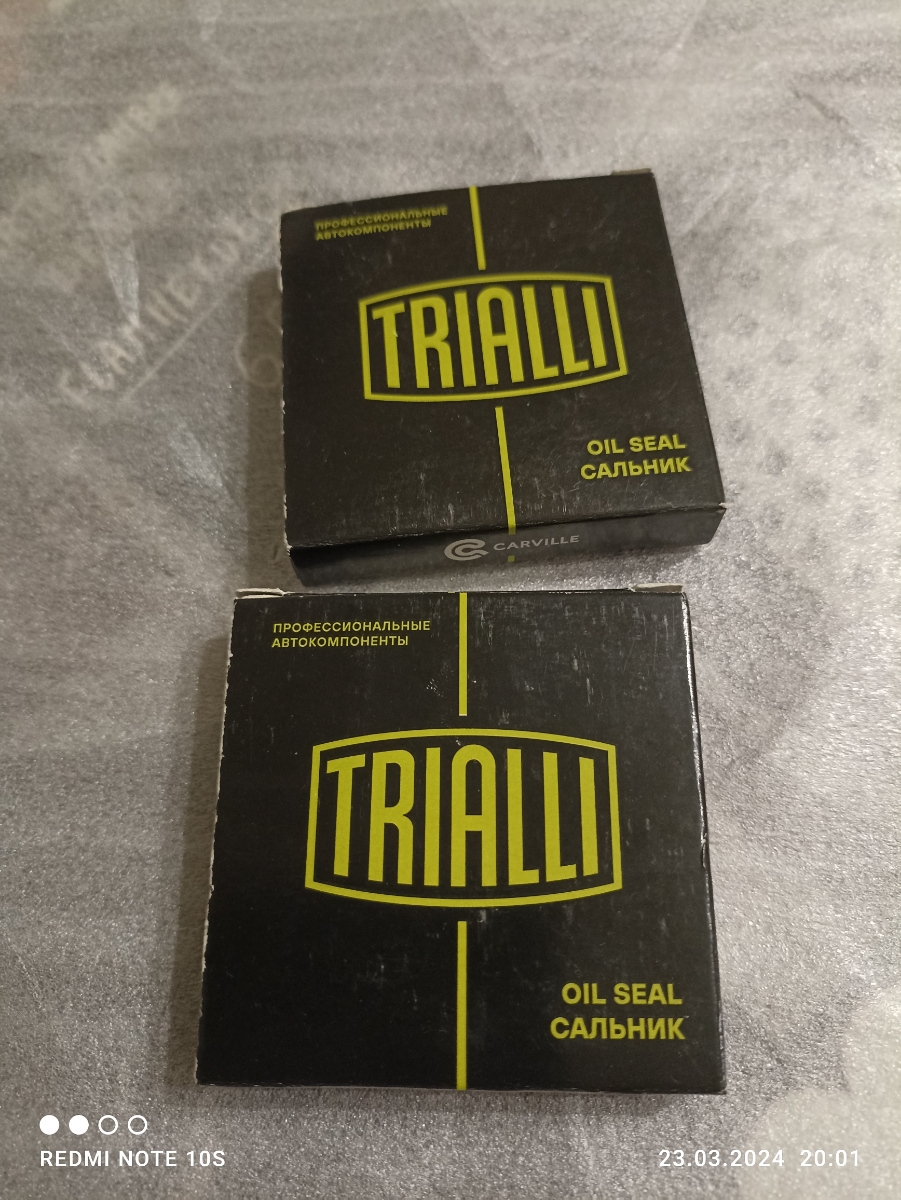 ПРОФЕССИОНАЛЬНЫЕ
АВТОКОМПОНЕНТЫ
TRIALLI
OIL SEAL
САЛЬНИК
CARVILLE
ПРОФЕССИОНАЛЬНЫЕ
АВТОКОМПОНЕНТЫ
TRIALLI
OIL SEAL
САЛЬНИК
REDMI NOTE 10S
23.03.2024 20:01